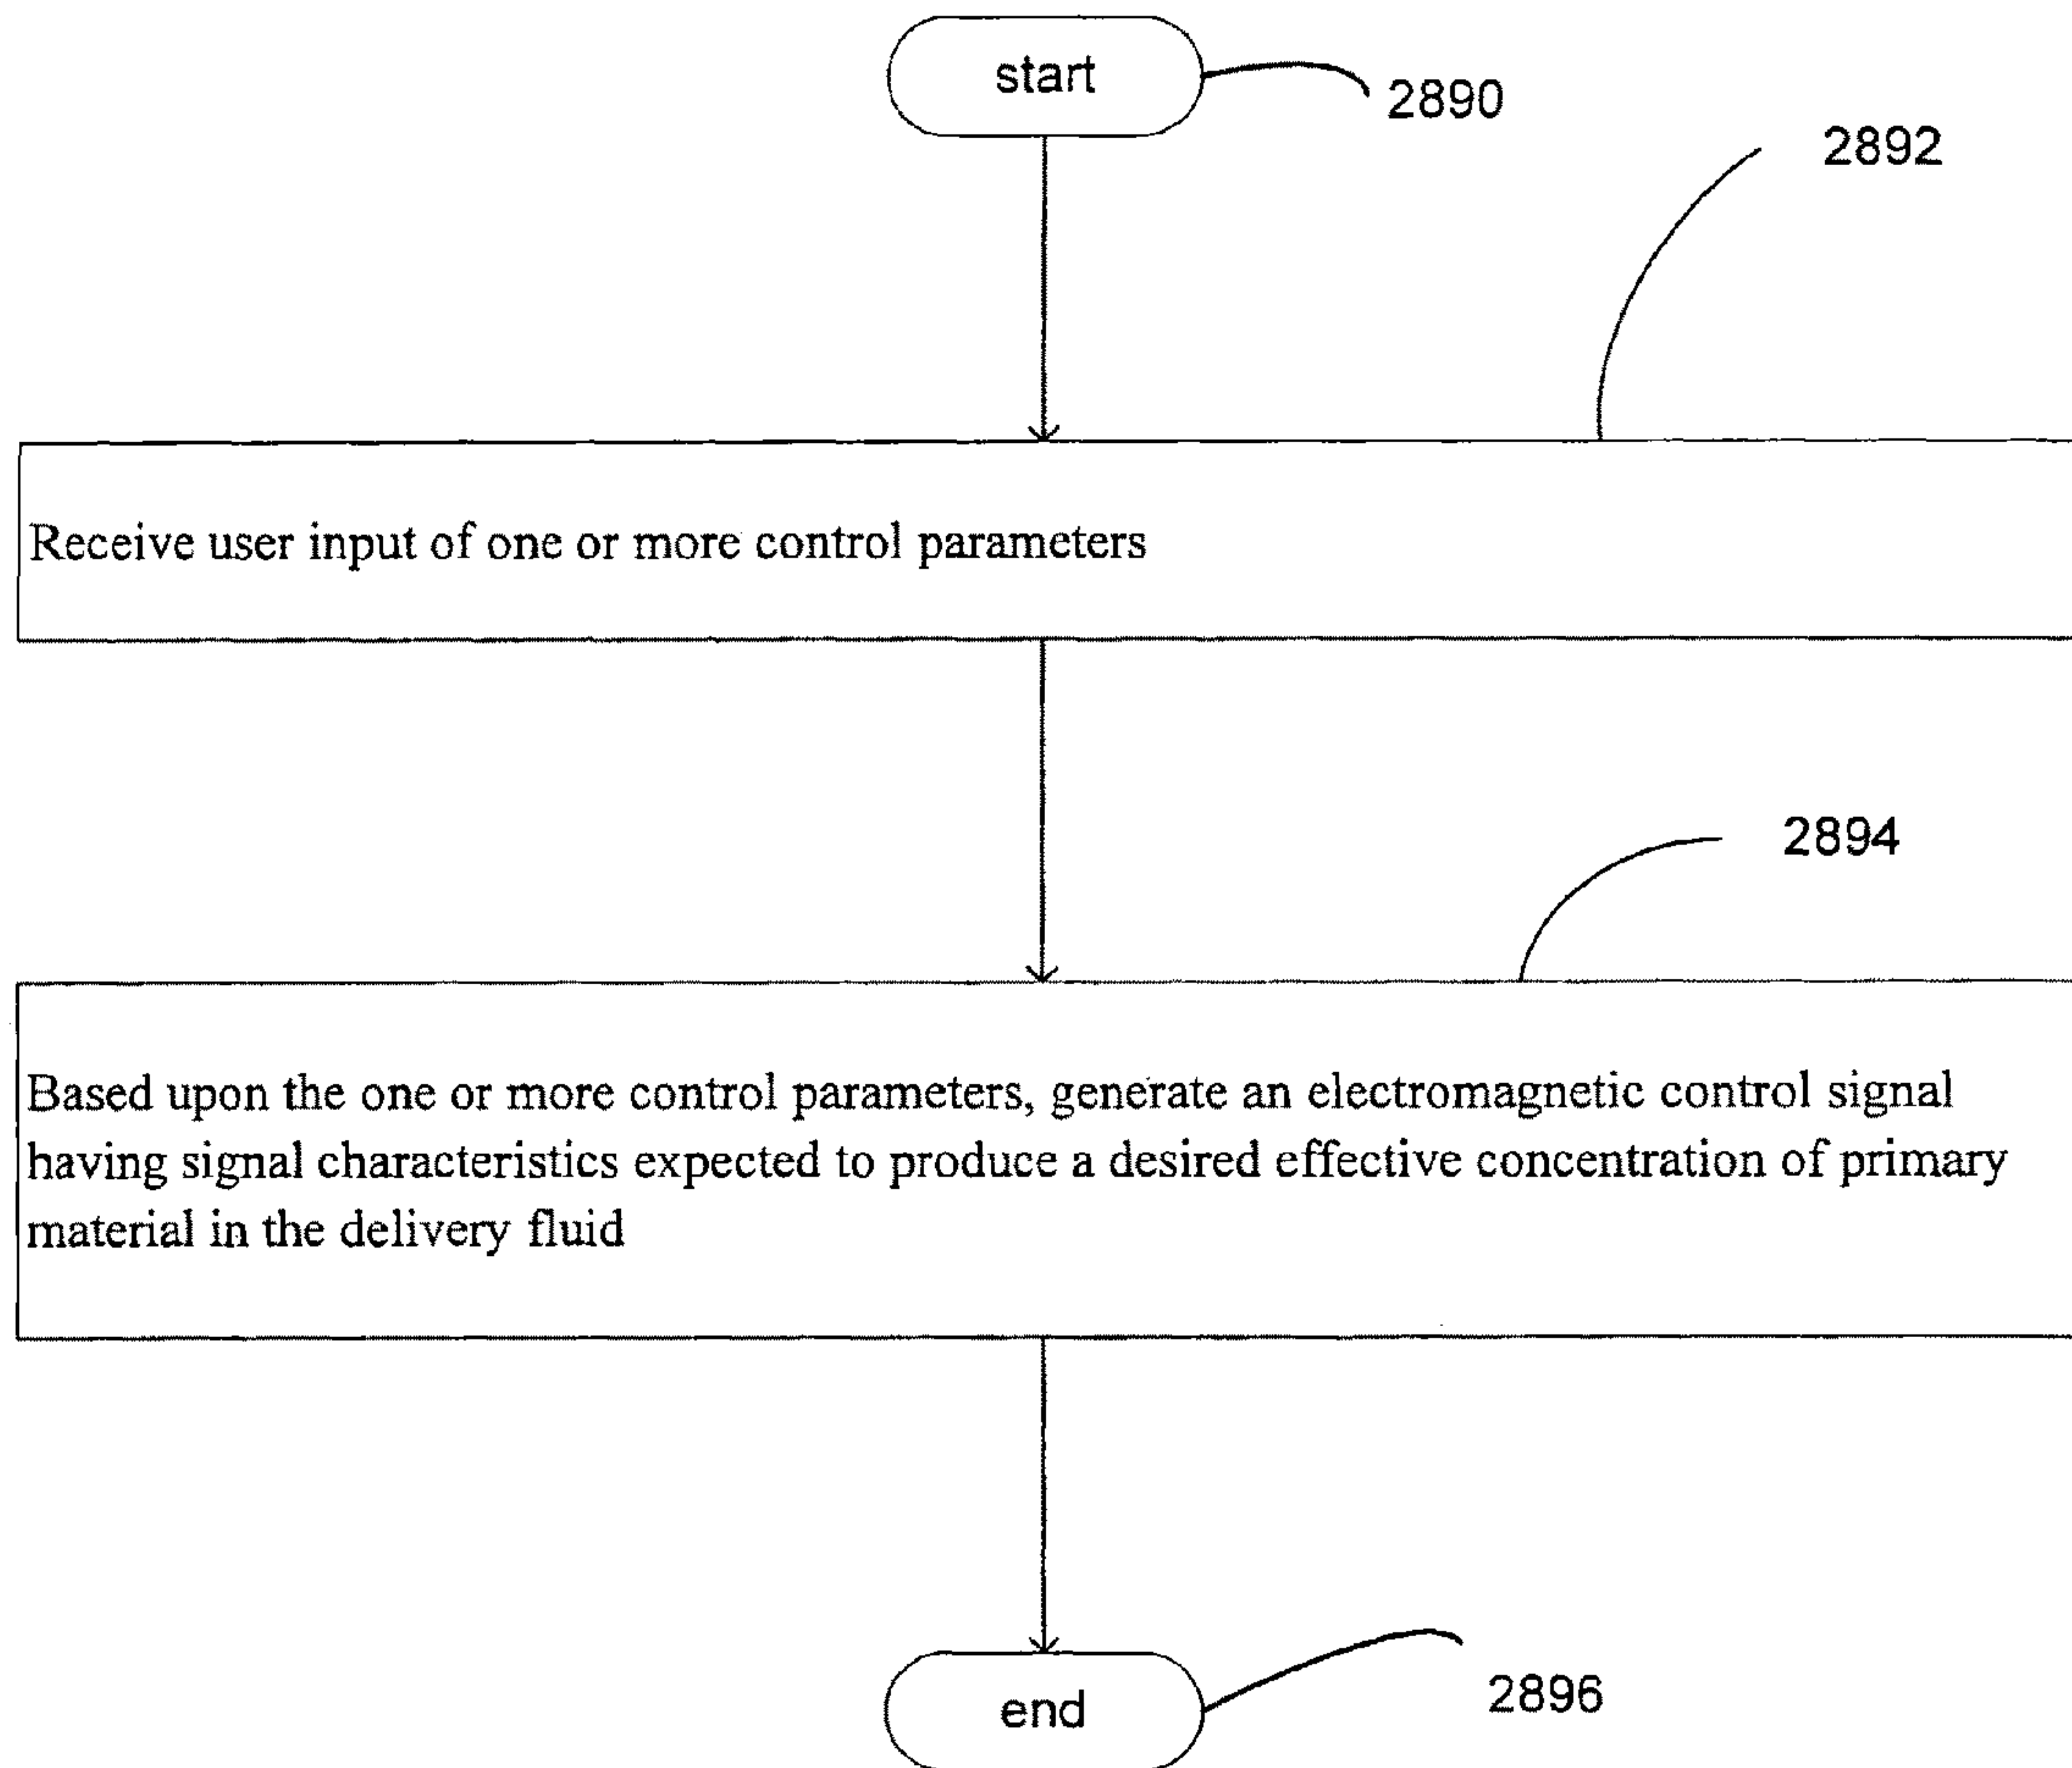 start
2890
2892
Receive user input of one or more control parameters
2894
Based upon the one or more control parameters, generate an electromagnetic control signal
having signal characteristics expected to produce a desired effective concentration of primary
material in the delivery fluid
end
2896